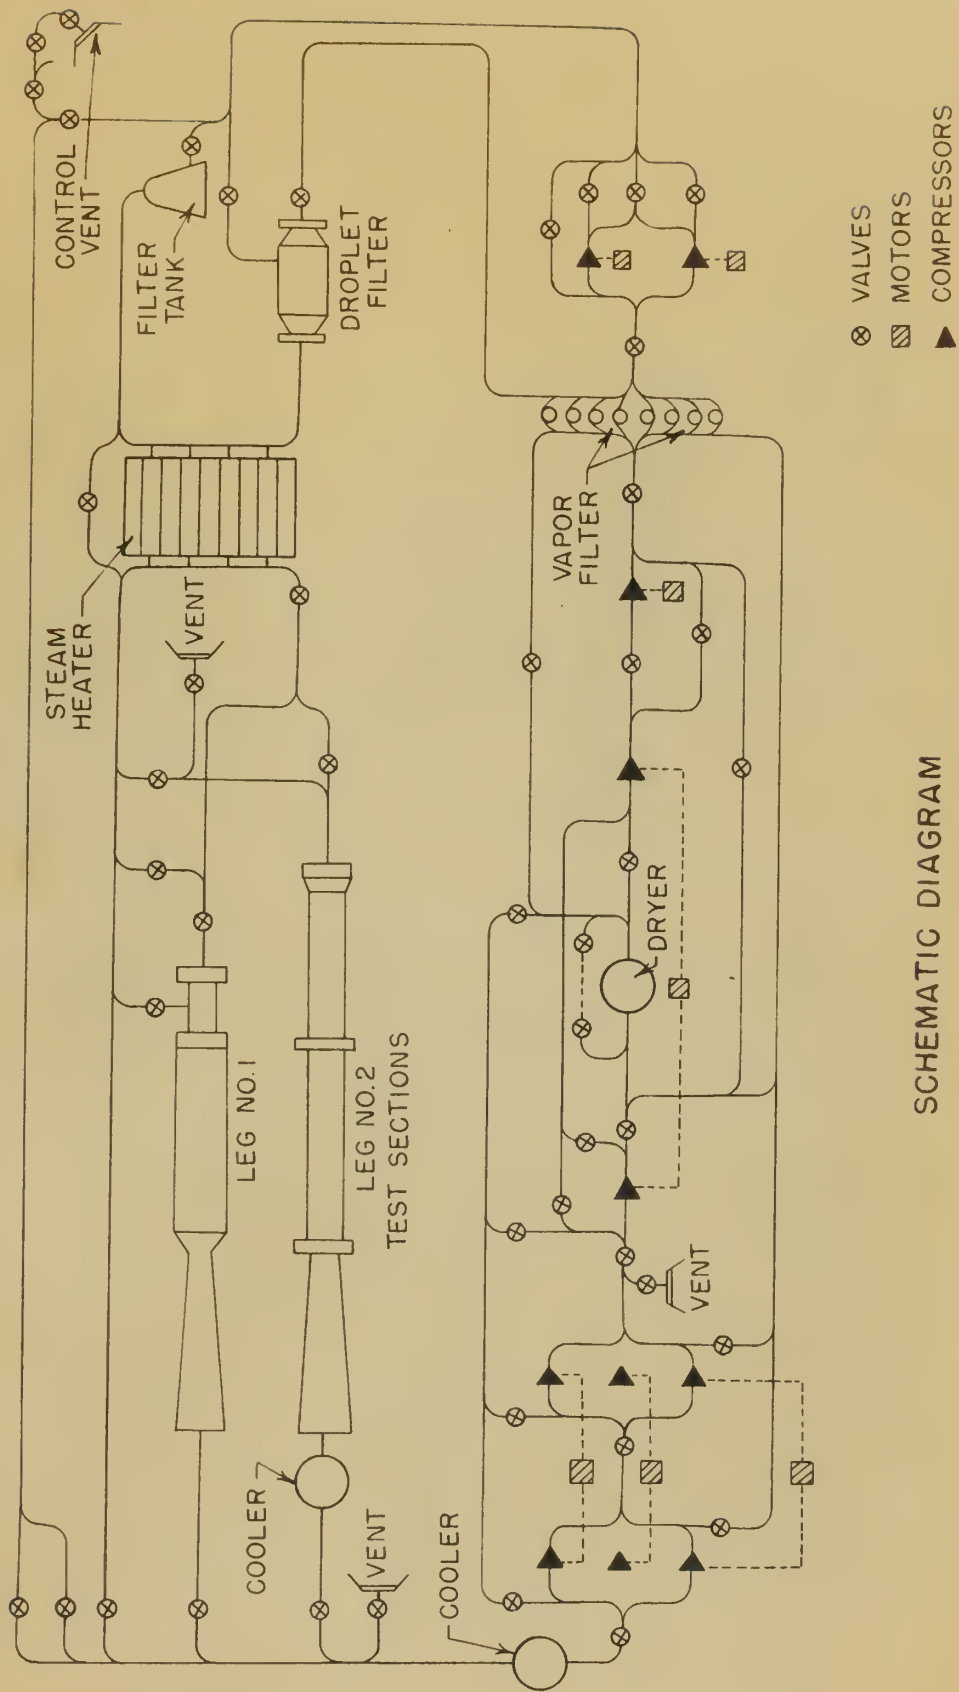 CONTROL
VENT
FILTER
TANK
DROPLET
FILTER
STEAM
HEATER
VENT
LEG NO.1
LEG NO.2
TEST SECTIONS
COOLER
VENT
COOLER
VAPOR
FILTER
DRYER
VENT
VALVES
MOTORS
COMPRESSORS
SCHEMATIC DIAGRAM